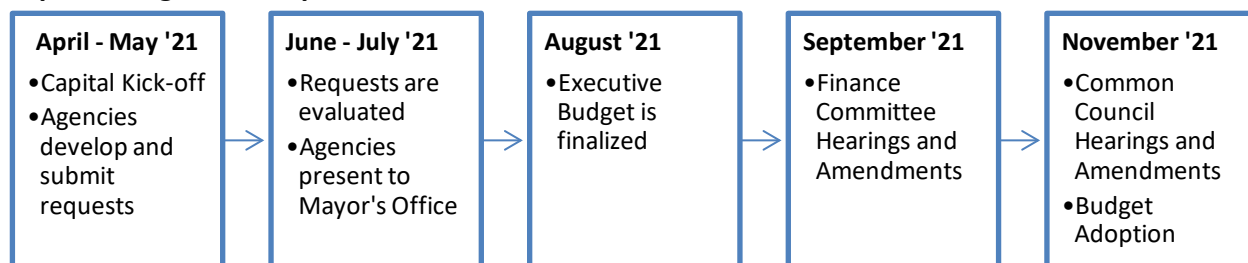 April - May '21
•Capital Kick-off
•Agencies
develop and
submit
requests
June - July '21
•Requests are
evaluated
•Agencies
present to
Mayor's Office
August '21
•Executive
Budget is
finalized
September '21
•Finance
Committee
Hearings and
Amendments
November '21
•Common
Council
Hearings and
Amendments
•Budget
Adoption